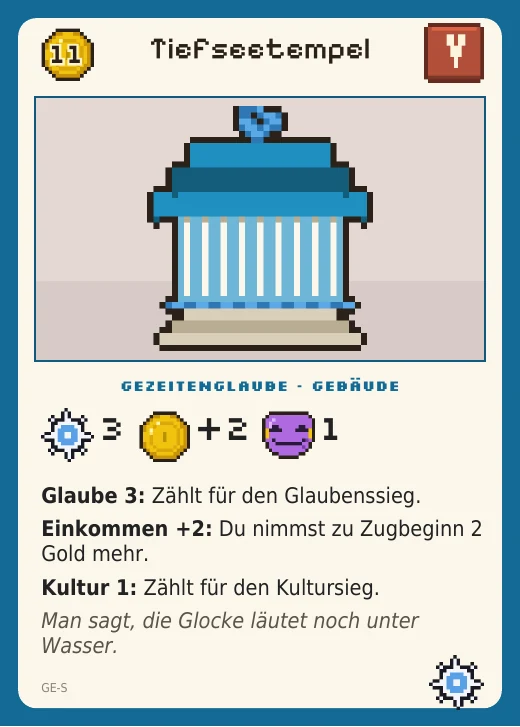 11
Tiefseetempel
GEZEITENGLAUBE - GEBÄUDE
3 +2 1
Glaube 3: Zählt für den Glaubenssieg.
Einkommen +2: Du nimmst zu Zugbeginn 2
Gold mehr.
Kultur 1: Zählt für den Kultursieg.
Man sagt, die Glocke läutet noch unter
Wasser.
GE-S